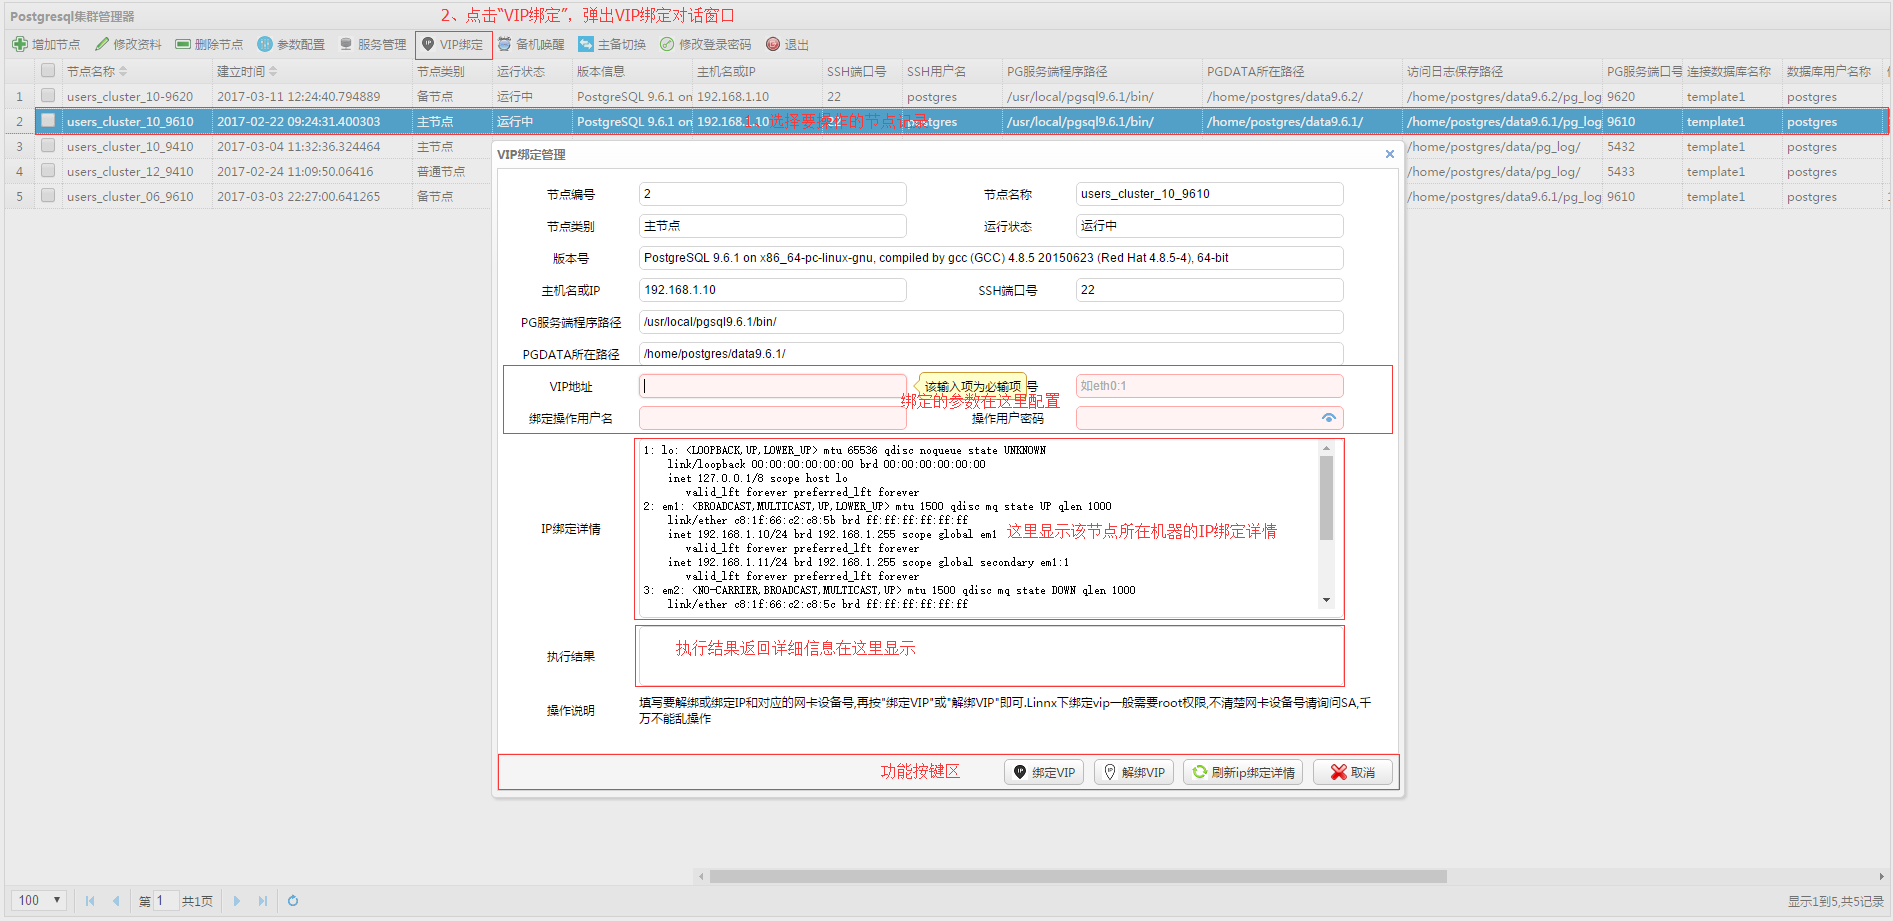 Postgresql集群管理器
2、点击“VIP绑定”，弹出VIP绑定对话窗口
增加节点 修改资料 删除节点 参数配置 服务管理 VIP绑定 备机唤醒 主备切换 修改登录密码 退出
节点名称 建立时间 节点类别 运行状态 版本信息 主机名或IP SSH端口号 SSH用户名 PG服务端程序路径 PGDATA所在路径 访问日志保存路径 PG服务端口号 连接数据库名称 数据库用户名称
1 users_cluster_10-9620 2017-03-11 12:24:40.794889 备节点 运行中 PostgreSQL 9.6.1 on 192.168.1.10 22 postgres /usr/local/pgsql9.6.1/bin/ /home/postgres/data9.6.2/ /home/postgres/data9.6.2/pg_log 9620 template1 postgres
2 users_cluster_10_9610 2017-02-22 09:24:31.400303 主节点 运行中 PostgreSQL 9.6.1 on 192.168.1.10 postgres /usr/local/pgsql9.6.1/bin/ /home/postgres/data9.6.1/ /home/postgres/data9.6.1/pg_log 9610 template1 postgres
1、选择要操作的节点记录
3 users_cluster_10_9410 2017-03-04 11:32:36.324464 主节点 /home/postgres/data/pg_log/ 5432 template1 postgres
4 users_cluster_12_9410 2017-02-24 11:09:50.06416 普通节点 /home/postgres/data/pg_log/ 5433 template1 postgres
5 users_cluster_06_9610 2017-03-03 22:27:00.641265 备节点 /home/postgres/data9.6.1/pg_log 9610 template1 postgres
VIP绑定管理
节点编号 2 节点名称 users_cluster_10_9610
节点类别 主节点 运行状态 运行中
版本号 PostgreSQL 9.6.1 on x86_64-pc-linux-gnu, compiled by gcc (GCC) 4.8.5 20150623 (Red Hat 4.8.5-4), 64-bit
主机名或IP 192.168.1.10 SSH端口号 22
PG服务端程序路径 /usr/local/pgsql9.6.1/bin/
PGDATA所在路径 /home/postgres/data9.6.1/
VIP地址 该输入项为必输项 号 如eth0:1
绑定的参数在这里配置
绑定操作用户名 操作用户密码
IP绑定详情
1: lo: <LOOPBACK,UP,LOWER_UP> mtu 65536 qdisc noqueue state UNKNOWN
link/loopback 00:00:00:00:00:00 brd 00:00:00:00:00:00
inet 127.0.0.1/8 scope host lo
valid_lft forever preferred_lft forever
2: em1: <BROADCAST,MULTICAST,UP,LOWER_UP> mtu 1500 qdisc mq state UP qlen 1000
link/ether c8:1f:66:c2:c8:5b brd ff:ff:ff:ff:ff:ff
inet 192.168.1.10/24 brd 192.168.1.255 scope global em1
这里显示该节点所在机器的IP绑定详情
valid_lft forever preferred_lft forever
inet 192.168.1.11/24 brd 192.168.1.255 scope global secondary em1:1
valid_lft forever preferred_lft forever
3: em2: <NO-CARRIER,BROADCAST,MULTICAST,UP> mtu 1500 qdisc mq state DOWN qlen 1000
link/ether c8:1f:66:c2:c8:5c brd ff:ff:ff:ff:ff:ff
执行结果 执行结果返回详细信息在这里显示
操作说明
填写要解绑或绑定IP和对应的网卡设备号,再按"绑定VIP"或"解绑VIP"即可.Linnx下绑定vip一般需要root权限,不清楚网卡设备号请询问SA,千
万不能乱操作
功能按键区 绑定VIP 解绑VIP 刷新ip绑定详情 取消
100 第 1 共1页 显示1到5,共5记录